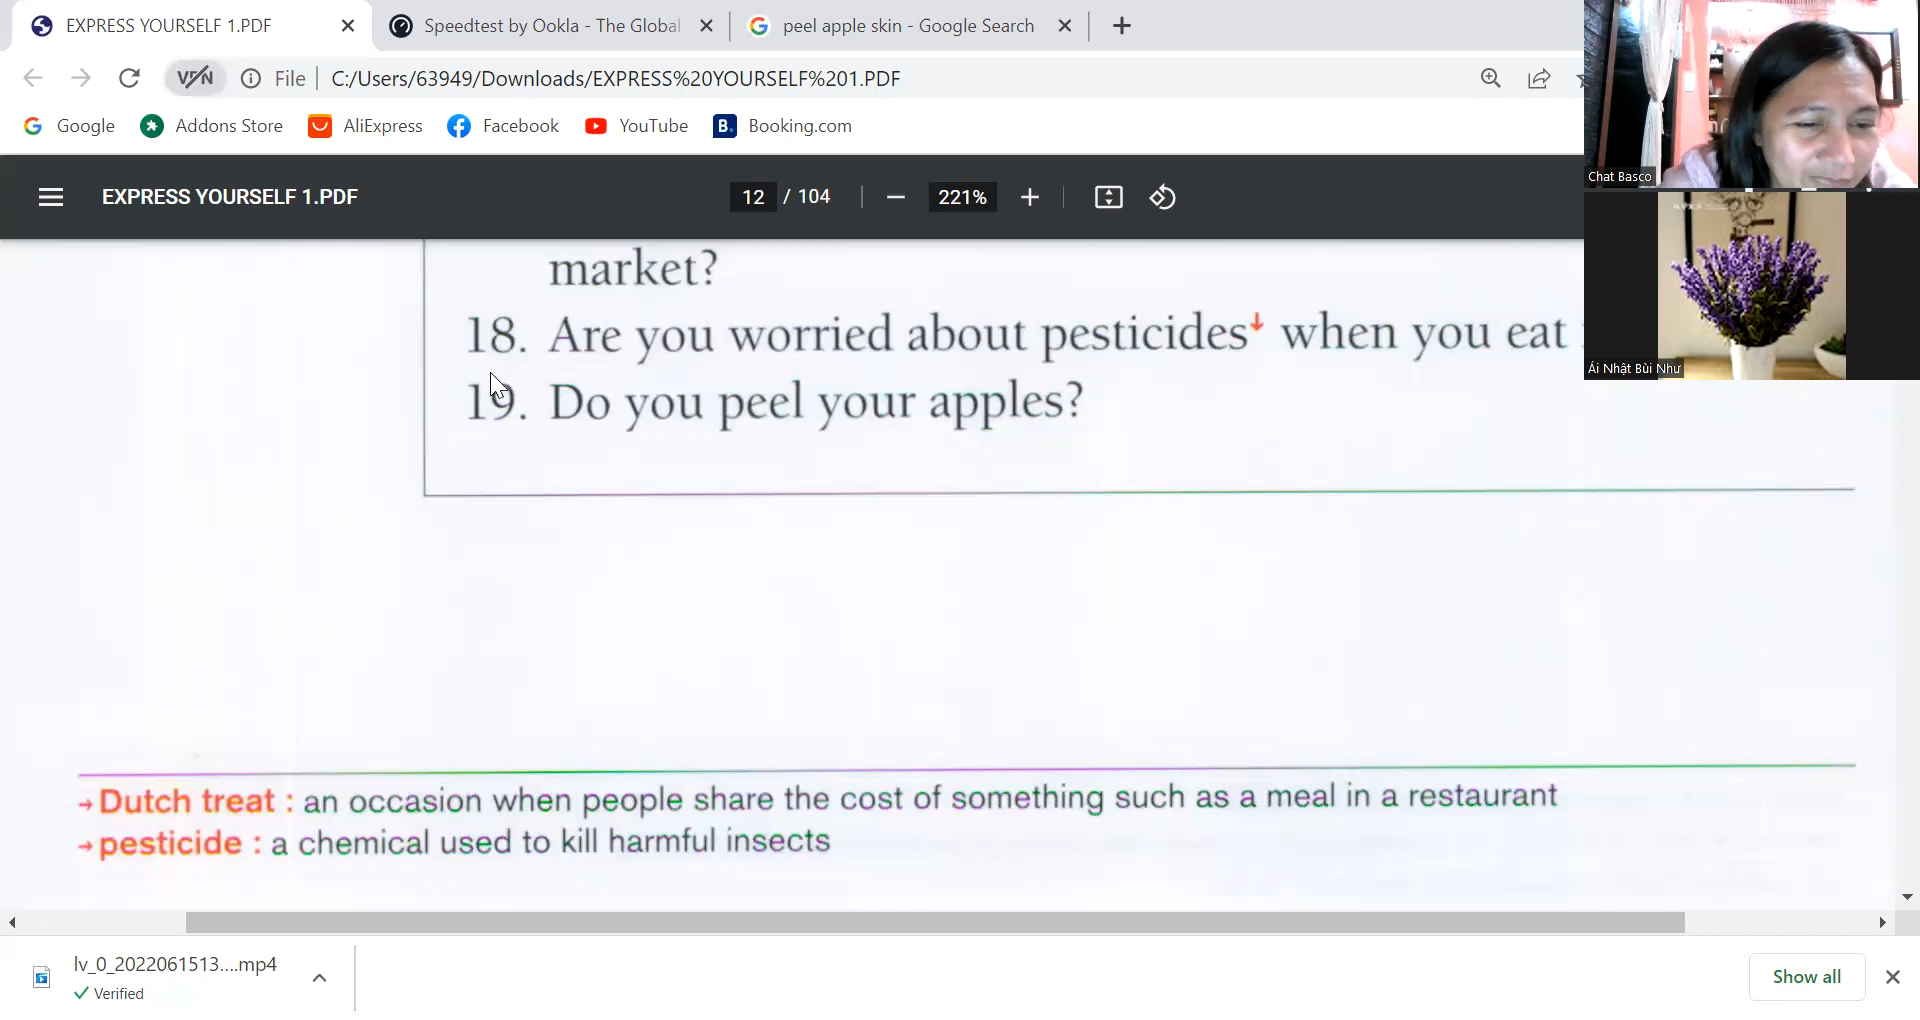 EXPRESS YOURSELF 1.PDF
Speedtest by Ookla - The Global
peel apple skin - Google Search
VPN
File
C:/Users/63949/Downloads/EXPRESS%20YOURSELF%201.PDF
Google
Addons Store
AliExpress
Facebook
YouTube
B.
Booking.com
EXPRESS YOURSELF 1.PDF
12 / 104
221%
Chat Basco
Ái Nhật Bùi Như
market?
18. Are you worried about pesticides↓ when you eat
19. Do you peel your apples?
→ Dutch treat : an occasion when people share the cost of something such as a meal in a restaurant
→ pesticide : a chemical used to kill harmful insects
lv_0_2022061513....mp4
Verified
Show all